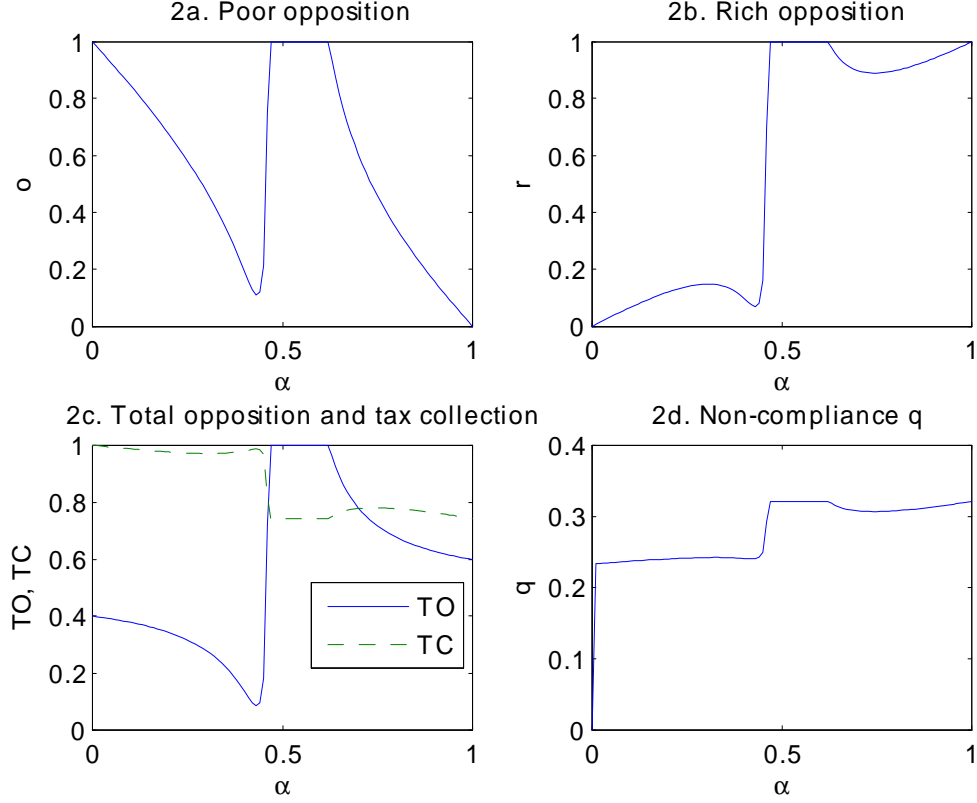 2a. Poor opposition
1
0.8
0.6
0.4
0.2
0
o
0 0.5 1
α
2b. Rich opposition
1
0.8
0.6
0.4
0.2
0
r
0 0.5 1
α
2c. Total opposition and tax collection
1
0.8
0.6
0.4
0.2
0
TO, TC
TO
TC
0 0.5 1
α
2d. Non-compliance q
0.4
0.3
0.2
0.1
0
q
0 0.5 1
α